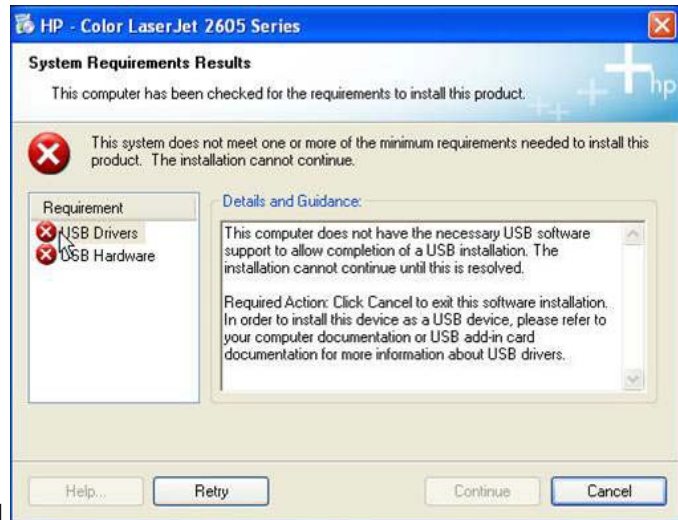 HP - Color LaserJet 2605 Series
System Requirements Results
This computer has been checked for the requirements to install this product.
hp
This system does not meet one or more of the minimum requirements needed to install this
product. The installation cannot continue.
Requirement
USB Drivers
USB Hardware
Details and Guidance:
This computer does not have the necessary USB software
support to allow completion of a USB installation. The
installation cannot continue until this is resolved.
Required Action: Click Cancel to exit this software installation.
In order to install this device as a USB device, please refer to
your computer documentation or USB add-in card
documentation for more information about USB drivers.
Help...
Retry
Continue
Cancel